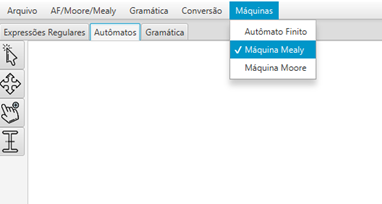 Arquivo AF/Moore/Mealy Gramática Conversão Máquinas
Expressões Regulares Autômatos Gramática
Autômato Finito
✓ Máquina Mealy
Máquina Moore